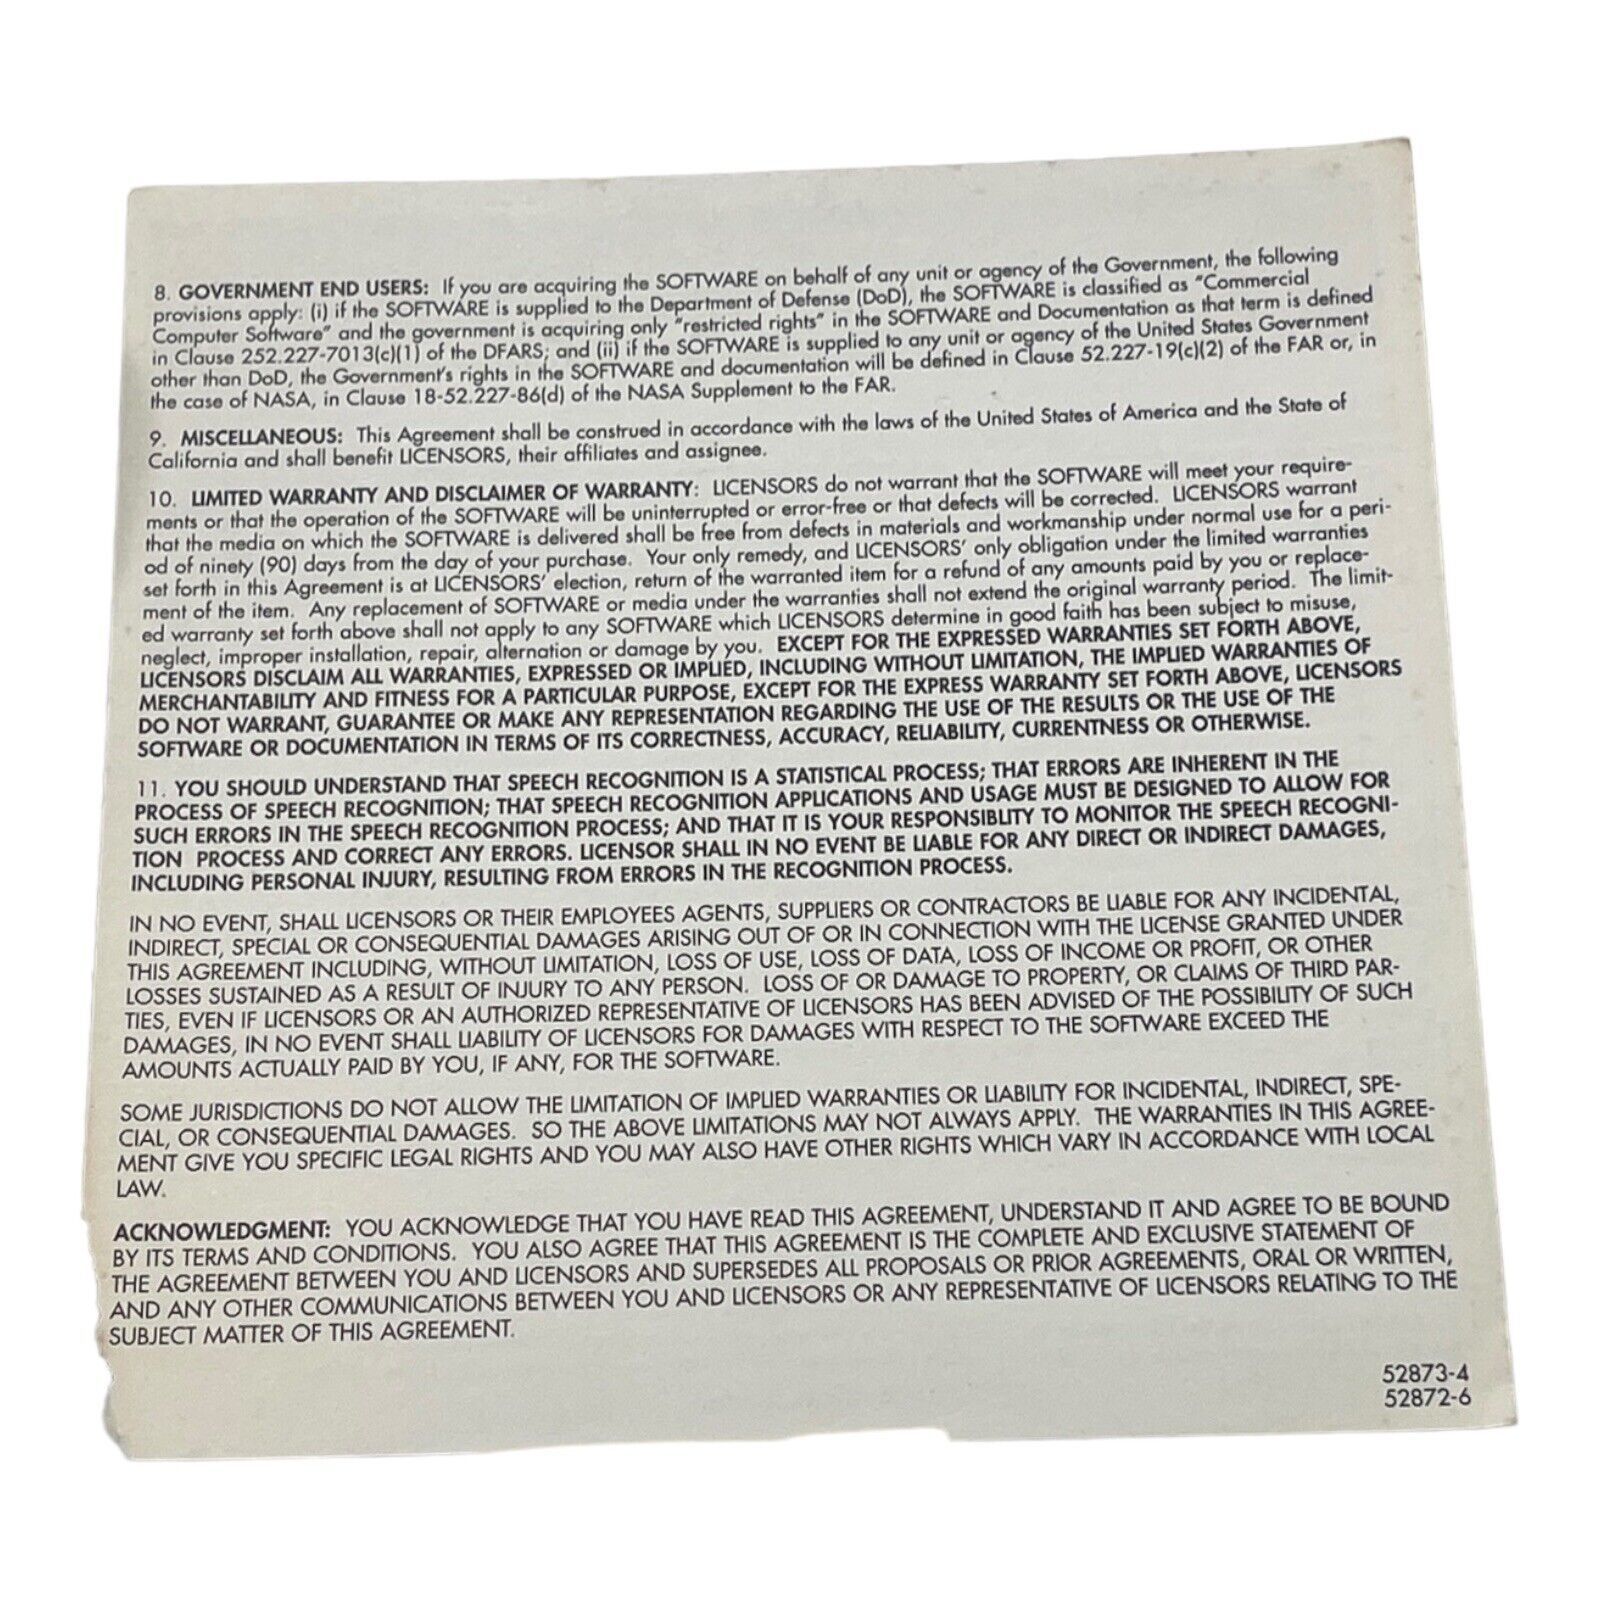 8. GOVERNMENT END USERS: If you are acquiring the SOFTWARE on behalf of any unit or agency of the Government, the following
provisions apply: (i) if the SOFTWARE is supplied to the Department of Defense (DoD), the SOFTWARE is classified as "Commercial
Computer Software" and the government is acquiring only "restricted rights" in the SOFTWARE and Documentation as that term is defined
in Clause 252.227-7013(c)(1) of the DFARS; and (ii) if the SOFTWARE is supplied to any unit or agency of the United States Government
other than DoD, the Government's rights in the SOFTWARE and documentation will be defined in Clause 52.227-19(c)(2) of the FAR or, in
the case of NASA, in Clause 18-52.227-86(d) of the NASA Supplement to the FAR.
9. MISCELLANEOUS: This Agreement shall be construed in accordance with the laws of the United States of America and the State of
California and shall benefit LICENSORS, their affiliates and assignee.
10. LIMITED WARRANTY AND DISCLAIMER OF WARRANTY: LICENSORS do not warrant that the SOFTWARE will meet your require-
ments or that the operation of the SOFTWARE will be uninterrupted or error-free or that defects will be corrected. LICENSORS warrant
that the media on which the SOFTWARE is delivered shall be free from defects in materials and workmanship under normal use for a peri-
od of ninety (90) days from the day of your purchase. Your only remedy, and LICENSORS' only obligation under the limited warranties
set forth in this Agreement is at LICENSORS' election, return of the warranted item for a refund of any amounts paid by you or replace-
ment of the item. Any replacement of SOFTWARE or media under the warranties shall not extend the original warranty period. The limit-
ed warranty set forth above shall not apply to any SOFTWARE which LICENSORS determine in good faith has been subject to misuse,
neglect, improper installation, repair, alternation or damage by you. EXCEPT FOR THE EXPRESSED WARRANTIES SET FORTH ABOVE,
LICENSORS DISCLAIM ALL WARRANTIES, EXPRESSED OR IMPLIED, INCLUDING WITHOUT LIMITATION, THE IMPLIED WARRANTIES OF
MERCHANTABILITY AND FITNESS FOR A PARTICULAR PURPOSE, EXCEPT FOR THE EXPRESS WARRANTY SET FORTH ABOVE, LICENSORS
DO NOT WARRANT, GUARANTEE OR MAKE ANY REPRESENTATION REGARDING THE USE OF THE RESULTS OR THE USE OF THE
SOFTWARE OR DOCUMENTATION IN TERMS OF ITS CORRECTNESS, ACCURACY, RELIABILITY, CURRENTNESS OR OTHERWISE.
11. YOU SHOULD UNDERSTAND THAT SPEECH RECOGNITION IS A STATISTICAL PROCESS; THAT ERRORS ARE INHERENT IN THE
PROCESS OF SPEECH RECOGNITION; THAT SPEECH RECOGNITION APPLICATIONS AND USAGE MUST BE DESIGNED TO ALLOW FOR
SUCH ERRORS IN THE SPEECH RECOGNITION PROCESS; AND THAT IT IS YOUR RESPONSIBLITY TO MONITOR THE SPEECH RECOGNI-
TION PROCESS AND CORRECT ANY ERRORS. LICENSOR SHALL IN NO EVENT BE LIABLE FOR ANY DIRECT OR INDIRECT DAMAGES,
INCLUDING PERSONAL INJURY, RESULTING FROM ERRORS IN THE RECOGNITION PROCESS.
IN NO EVENT, SHALL LICENSORS OR THEIR EMPLOYEES AGENTS, SUPPLIERS OR CONTRACTORS BE LIABLE FOR ANY INCIDENTAL,
INDIRECT, SPECIAL OR CONSEQUENTIAL DAMAGES ARISING OUT OF OR IN CONNECTION WITH THE LICENSE GRANTED UNDER
THIS AGREEMENT INCLUDING, WITHOUT LIMITATION, LOSS OF USE, LOSS OF DATA, LOSS OF INCOME OR PROFIT, OR OTHER
LOSSES SUSTAINED AS A RESULT OF INJURY TO ANY PERSON. LOSS OF OR DAMAGE TO PROPERTY, OR CLAIMS OF THIRD PAR-
TIES, EVEN IF LICENSORS OR AN AUTHORIZED REPRESENTATIVE OF LICENSORS HAS BEEN ADVISED OF THE POSSIBILITY OF SUCH
DAMAGES, IN NO EVENT SHALL LIABILITY OF LICENSORS FOR DAMAGES WITH RESPECT TO THE SOFTWARE EXCEED THE
AMOUNTS ACTUALLY PAID BY YOU, IF ANY, FOR THE SOFTWARE.
SOME JURISDICTIONS DO NOT ALLOW THE LIMITATION OF IMPLIED WARRANTIES OR LIABILITY FOR INCIDENTAL, INDIRECT, SPE-
CIAL, OR CONSEQUENTIAL DAMAGES. SO THE ABOVE LIMITATIONS MAY NOT ALWAYS APPLY. THE WARRANTIES IN THIS AGREE-
MENT GIVE YOU SPECIFIC LEGAL RIGHTS AND YOU MAY ALSO HAVE OTHER RIGHTS WHICH VARY IN ACCORDANCE WITH LOCAL
LAW.
ACKNOWLEDGMENT: YOU ACKNOWLEDGE THAT YOU HAVE READ THIS AGREEMENT, UNDERSTAND IT AND AGREE TO BE BOUND
BY ITS TERMS AND CONDITIONS. YOU ALSO AGREE THAT THIS AGREEMENT IS THE COMPLETE AND EXCLUSIVE STATEMENT OF
THE AGREEMENT BETWEEN YOU AND LICENSORS AND SUPERSEDES ALL PROPOSALS OR PRIOR AGREEMENTS, ORAL OR WRITTEN,
AND ANY OTHER COMMUNICATIONS BETWEEN YOU AND LICENSORS OR ANY REPRESENTATIVE OF LICENSORS RELATING TO THE
SUBJECT MATTER OF THIS AGREEMENT.
52873-4
52872-6